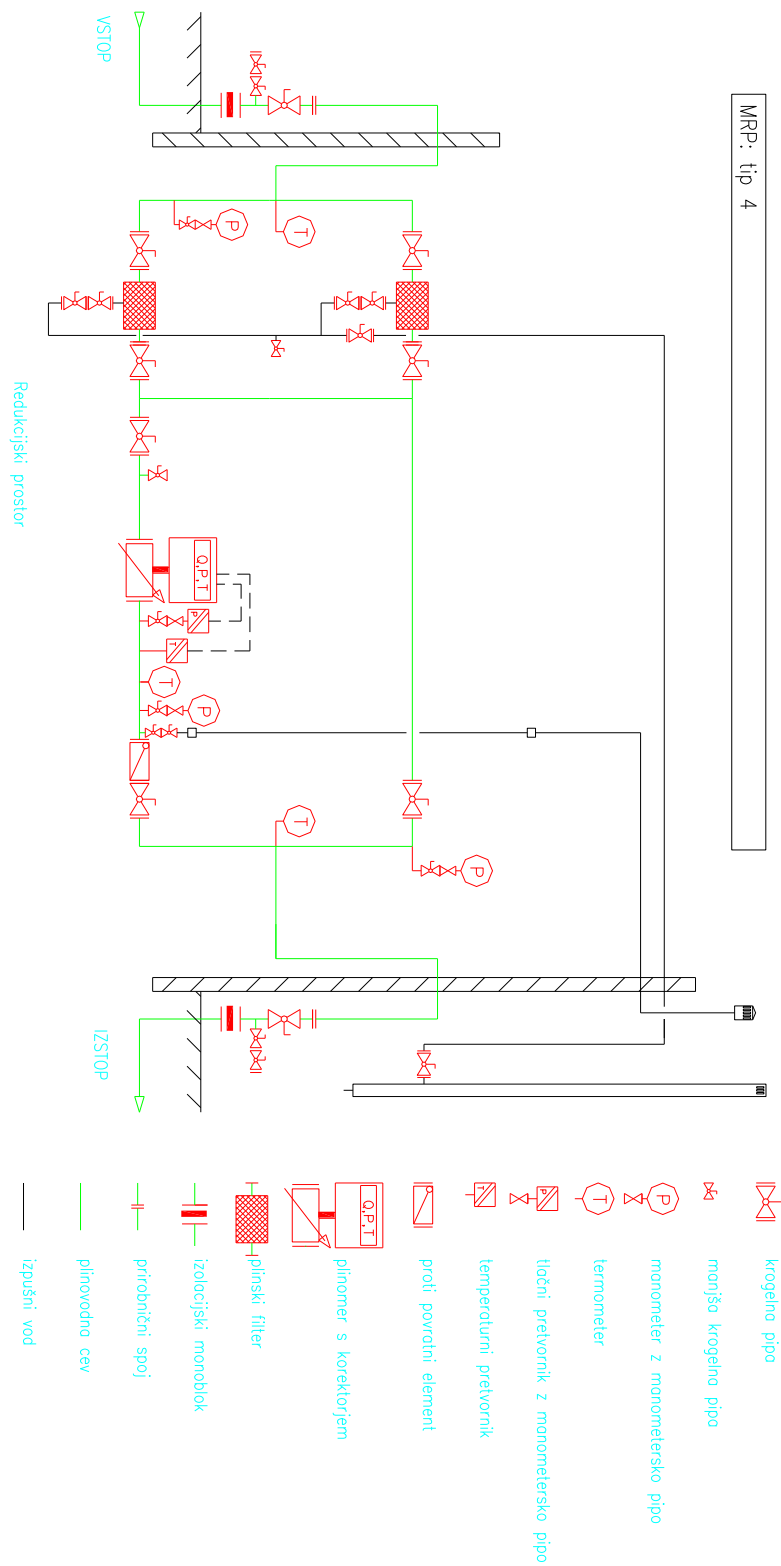 MRP: tip 4
VSTOP
P
T
Redukcijski prostor
Q,P,T
P
T
T
P
T
P
IZSTOP
krogelna pipa
manjša krogelna pipa
P
manometer z manometersko pipo
T
termometer
P
tlačni pretvornik z manometersko pipo
T
temperaturni pretvornik
proti povratni element
Q,P,T
plinomer s korektorjem
plinski filter
izolacijski monoblok
prirobnični spoj
plinovodna cev
izpušni vod